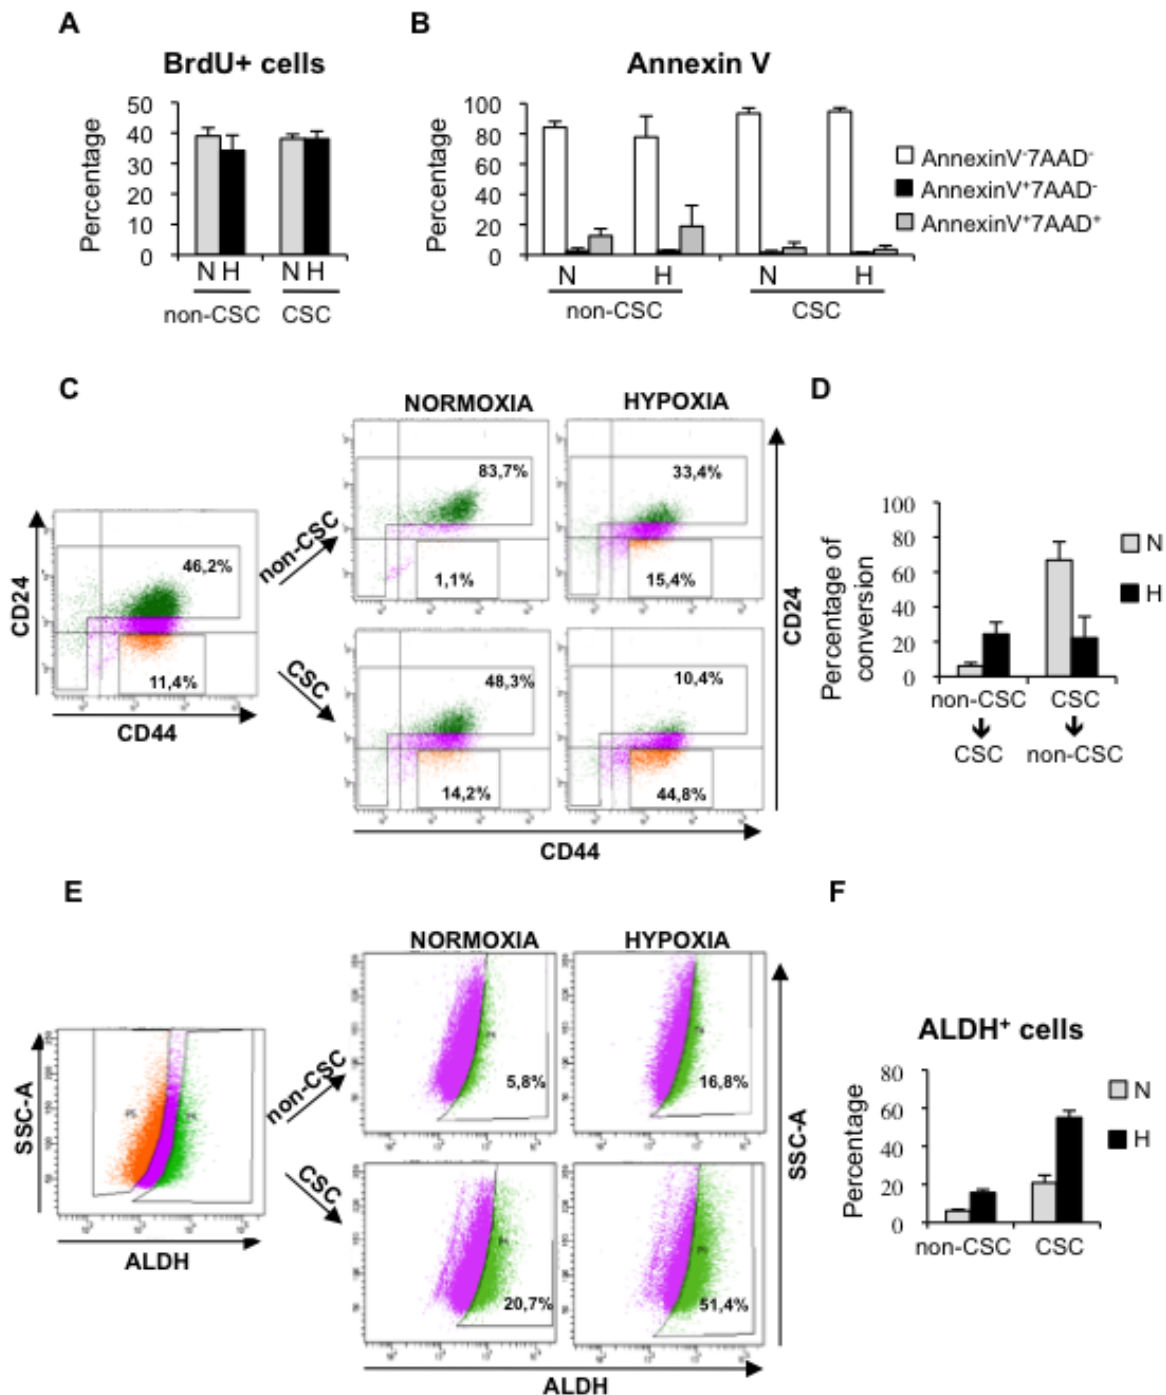 A
BrdU+ cells
Percentage
50
40
30
20
10
0
N H N H
non-CSC CSC
B
Annexin V
Percentage
100
80
60
40
20
0
N H N H
non-CSC CSC
AnnexinV-7AAD-
AnnexinV+7AAD-
AnnexinV+7AAD+
C
NORMOXIA HYPOXIA
CD24
46,2%
11,4%
CD44
non-CSC
CSC
83,7%
1,1%
33,4%
15,4%
48,3%
14,2%
10,4%
44,8%
CD24
CD44
D
Percentage of
conversion
100
80
60
40
20
0
N
H
non-CSC CSC
CSC non-CSC
E
NORMOXIA HYPOXIA
SSC-A
ALDH
non-CSC
CSC
5,8%
16,8%
20,7%
51,4%
SSC-A
ALDH
F
ALDH+ cells
Percentage
80
60
40
20
0
N
H
non-CSC CSC